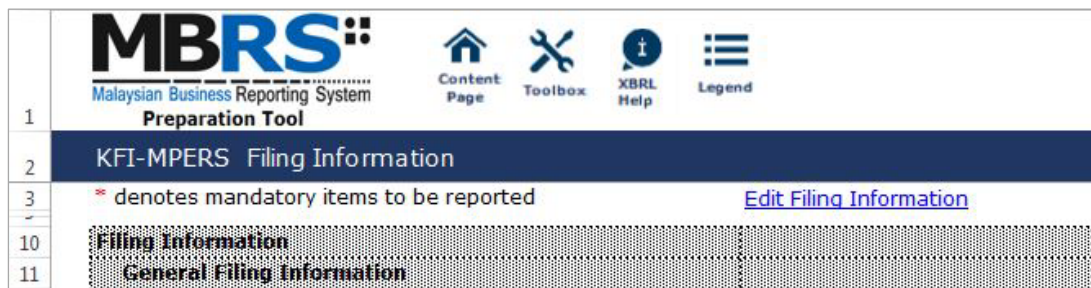 MBRS
Malaysian Business Reporting System
Preparation Tool
Content Page
Toolbox
XBRL Help
Legend
1
2 KFI-MPERS Filing Information
3 * denotes mandatory items to be reported Edit Filing Information
10 Filing Information
11 General Filing Information